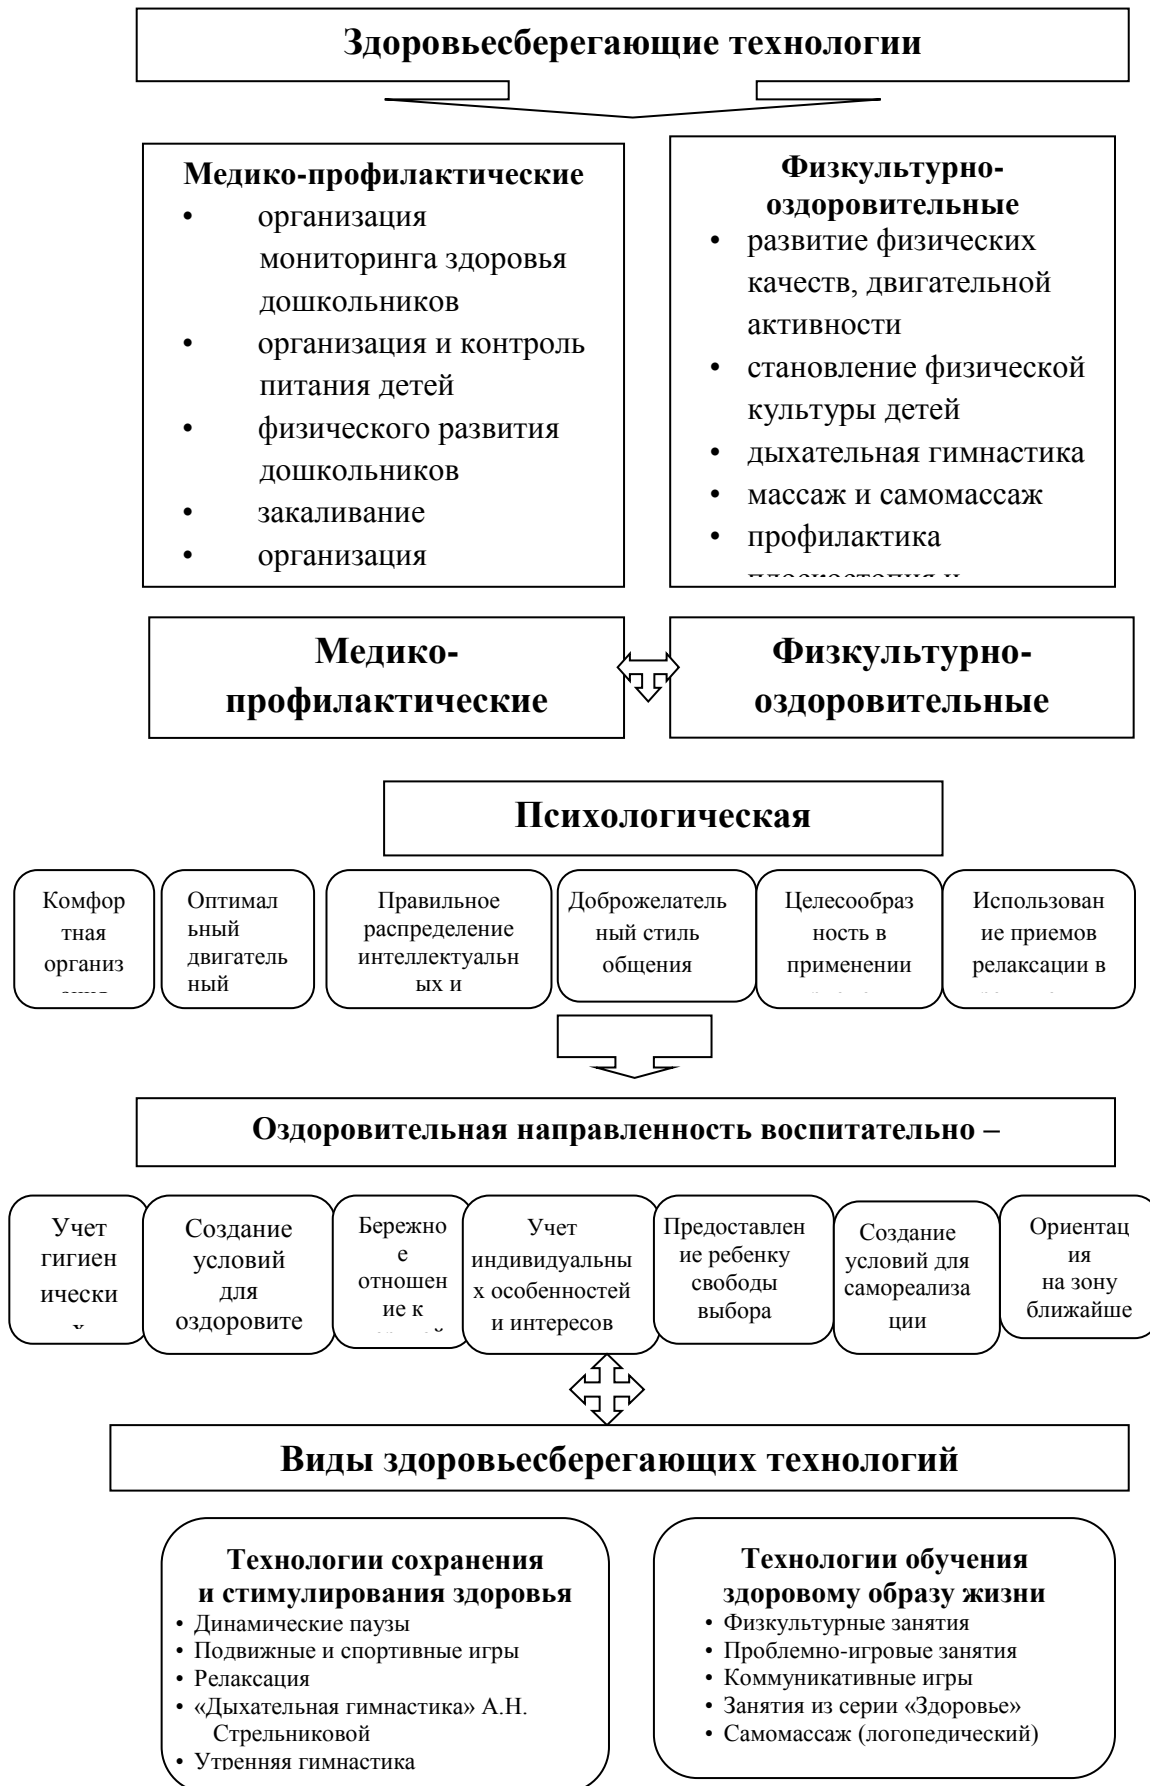 Здоровьесберегающие технологии
Медико-профилактические
• организация
мониторинга здоровья
дошкольников
• организация и контроль
питания детей
• физического развития
дошкольников
• закаливание
• организация
Физкультурно-
оздоровительные
• развитие физических
качеств, двигательной
активности
• становление физической
культуры детей
• дыхательная гимнастика
• массаж и самомассаж
• профилактика
плоскостопия и
Медико-
профилактические
Физкультурно-
оздоровительные
Психологическая
Комфор
тная
организ
Оптимал
ьный
двигатель
ный
Правильное
распределение
интеллектуальн
ых и
Доброжелатель
ный стиль
общения
Целесообраз
ность в
применении
Использован
ие приемов
релаксации в
Оздоровительная направленность воспитательно –
Учет
гигиен
ически
х
Создание
условий
для
оздоровите
Бережно
е
отношен
ие к
Учет
индивидуальны
х особенностей
и интересов
Предоставлен
ие ребенку
свободы
выбора
Создание
условий для
самореализа
ции
Ориентац
ия
на зону
ближайше
Виды здоровьесберегающих технологий
Технологии сохранения
и стимулирования здоровья
• Динамические паузы
• Подвижные и спортивные игры
• Релаксация
• «Дыхательная гимнастика» А.Н.
Стрельниковой
• Утренняя гимнастика
Технологии обучения
здоровому образу жизни
• Физкультурные занятия
• Проблемно-игровые занятия
• Коммуникативные игры
• Занятия из серии «Здоровье»
• Самомассаж (логопедический)